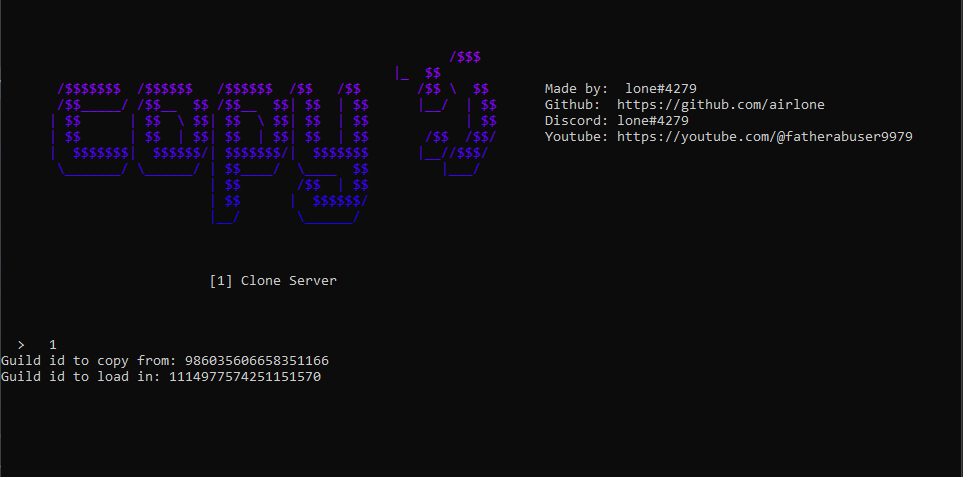 copy
Made by: lone#4279
Github: https://github.com/airlone
Discord: lone#4279
Youtube: https://youtube.com/@fatherabuser9979
[1] Clone Server
> 1
Guild id to copy from: 986035606658351166
Guild id to load in: 1114977574251151570